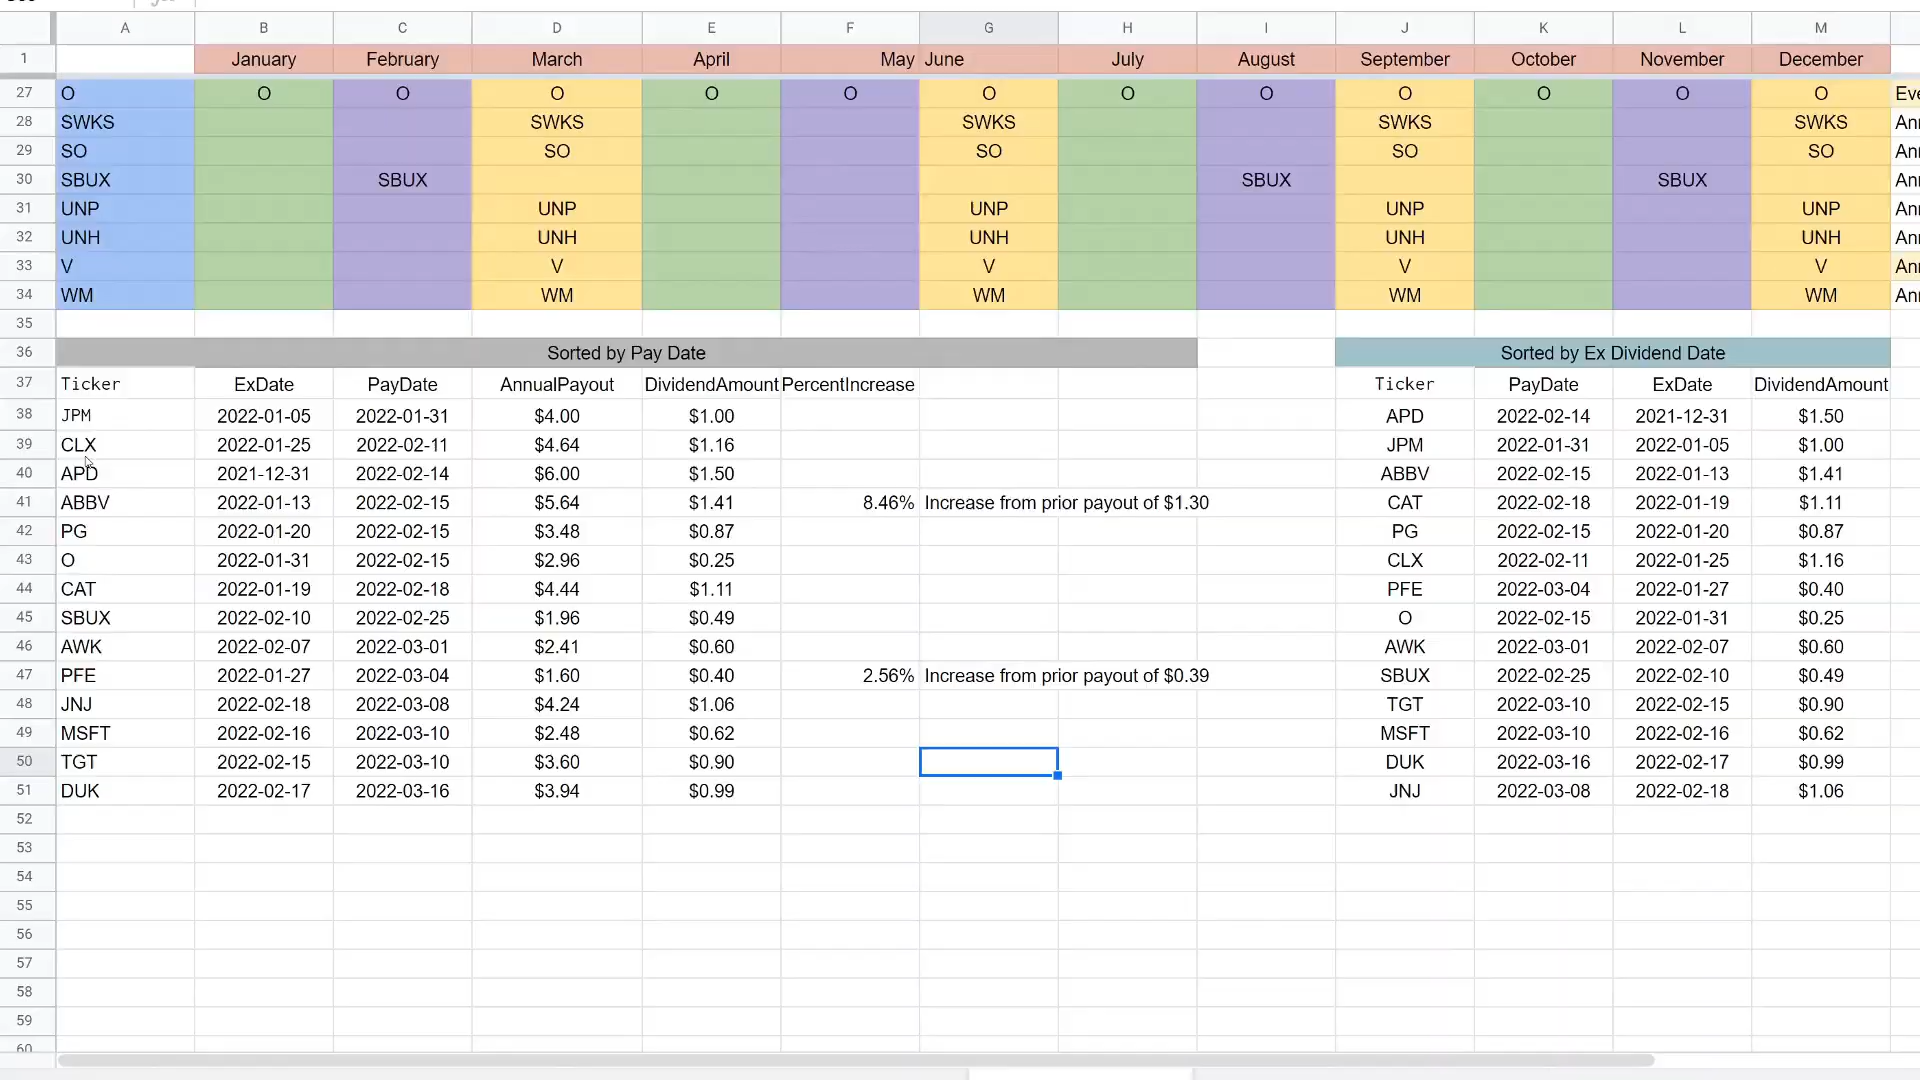 A B C D E F G H I J K L M
1 January February March April May June July August September October November December
27 O O O O O O O O O O O O O Eve
28 SWKS SWKS SWKS SWKS SWKS Ann
29 SO SO SO SO SO Ann
30 SBUX SBUX SBUX SBUX Ann
31 UNP UNP UNP UNP UNP Ann
32 UNH UNH UNH UNH UNH Ann
33 V V V V V Ann
34 WM WM WM WM WM Ann
35
36 Sorted by Pay Date Sorted by Ex Dividend Date
37 Ticker ExDate PayDate AnnualPayout DividendAmount PercentIncrease Ticker PayDate ExDate DividendAmount
38 JPM 2022-01-05 2022-01-31 $4.00 $1.00 APD 2022-02-14 2021-12-31 $1.50
39 CLX 2022-01-25 2022-02-11 $4.64 $1.16 JPM 2022-01-31 2022-01-05 $1.00
40 APD 2021-12-31 2022-02-14 $6.00 $1.50 ABBV 2022-02-15 2022-01-13 $1.41
41 ABBV 2022-01-13 2022-02-15 $5.64 $1.41 8.46% Increase from prior payout of $1.30 CAT 2022-02-18 2022-01-19 $1.11
42 PG 2022-01-20 2022-02-15 $3.48 $0.87 PG 2022-02-15 2022-01-20 $0.87
43 O 2022-01-31 2022-02-15 $2.96 $0.25 CLX 2022-02-11 2022-01-25 $1.16
44 CAT 2022-01-19 2022-02-18 $4.44 $1.11 PFE 2022-03-04 2022-01-27 $0.40
45 SBUX 2022-02-10 2022-02-25 $1.96 $0.49 O 2022-02-15 2022-01-31 $0.25
46 AWK 2022-02-07 2022-03-01 $2.41 $0.60 AWK 2022-03-01 2022-02-07 $0.60
47 PFE 2022-01-27 2022-03-04 $1.60 $0.40 2.56% Increase from prior payout of $0.39 SBUX 2022-02-25 2022-02-10 $0.49
48 JNJ 2022-02-18 2022-03-08 $4.24 $1.06 TGT 2022-03-10 2022-02-15 $0.90
49 MSFT 2022-02-16 2022-03-10 $2.48 $0.62 MSFT 2022-03-10 2022-02-16 $0.62
50 TGT 2022-02-15 2022-03-10 $3.60 $0.90 DUK 2022-03-16 2022-02-17 $0.99
51 DUK 2022-02-17 2022-03-16 $3.94 $0.99 JNJ 2022-03-08 2022-02-18 $1.06
52
53
54
55
56
57
58
59
60